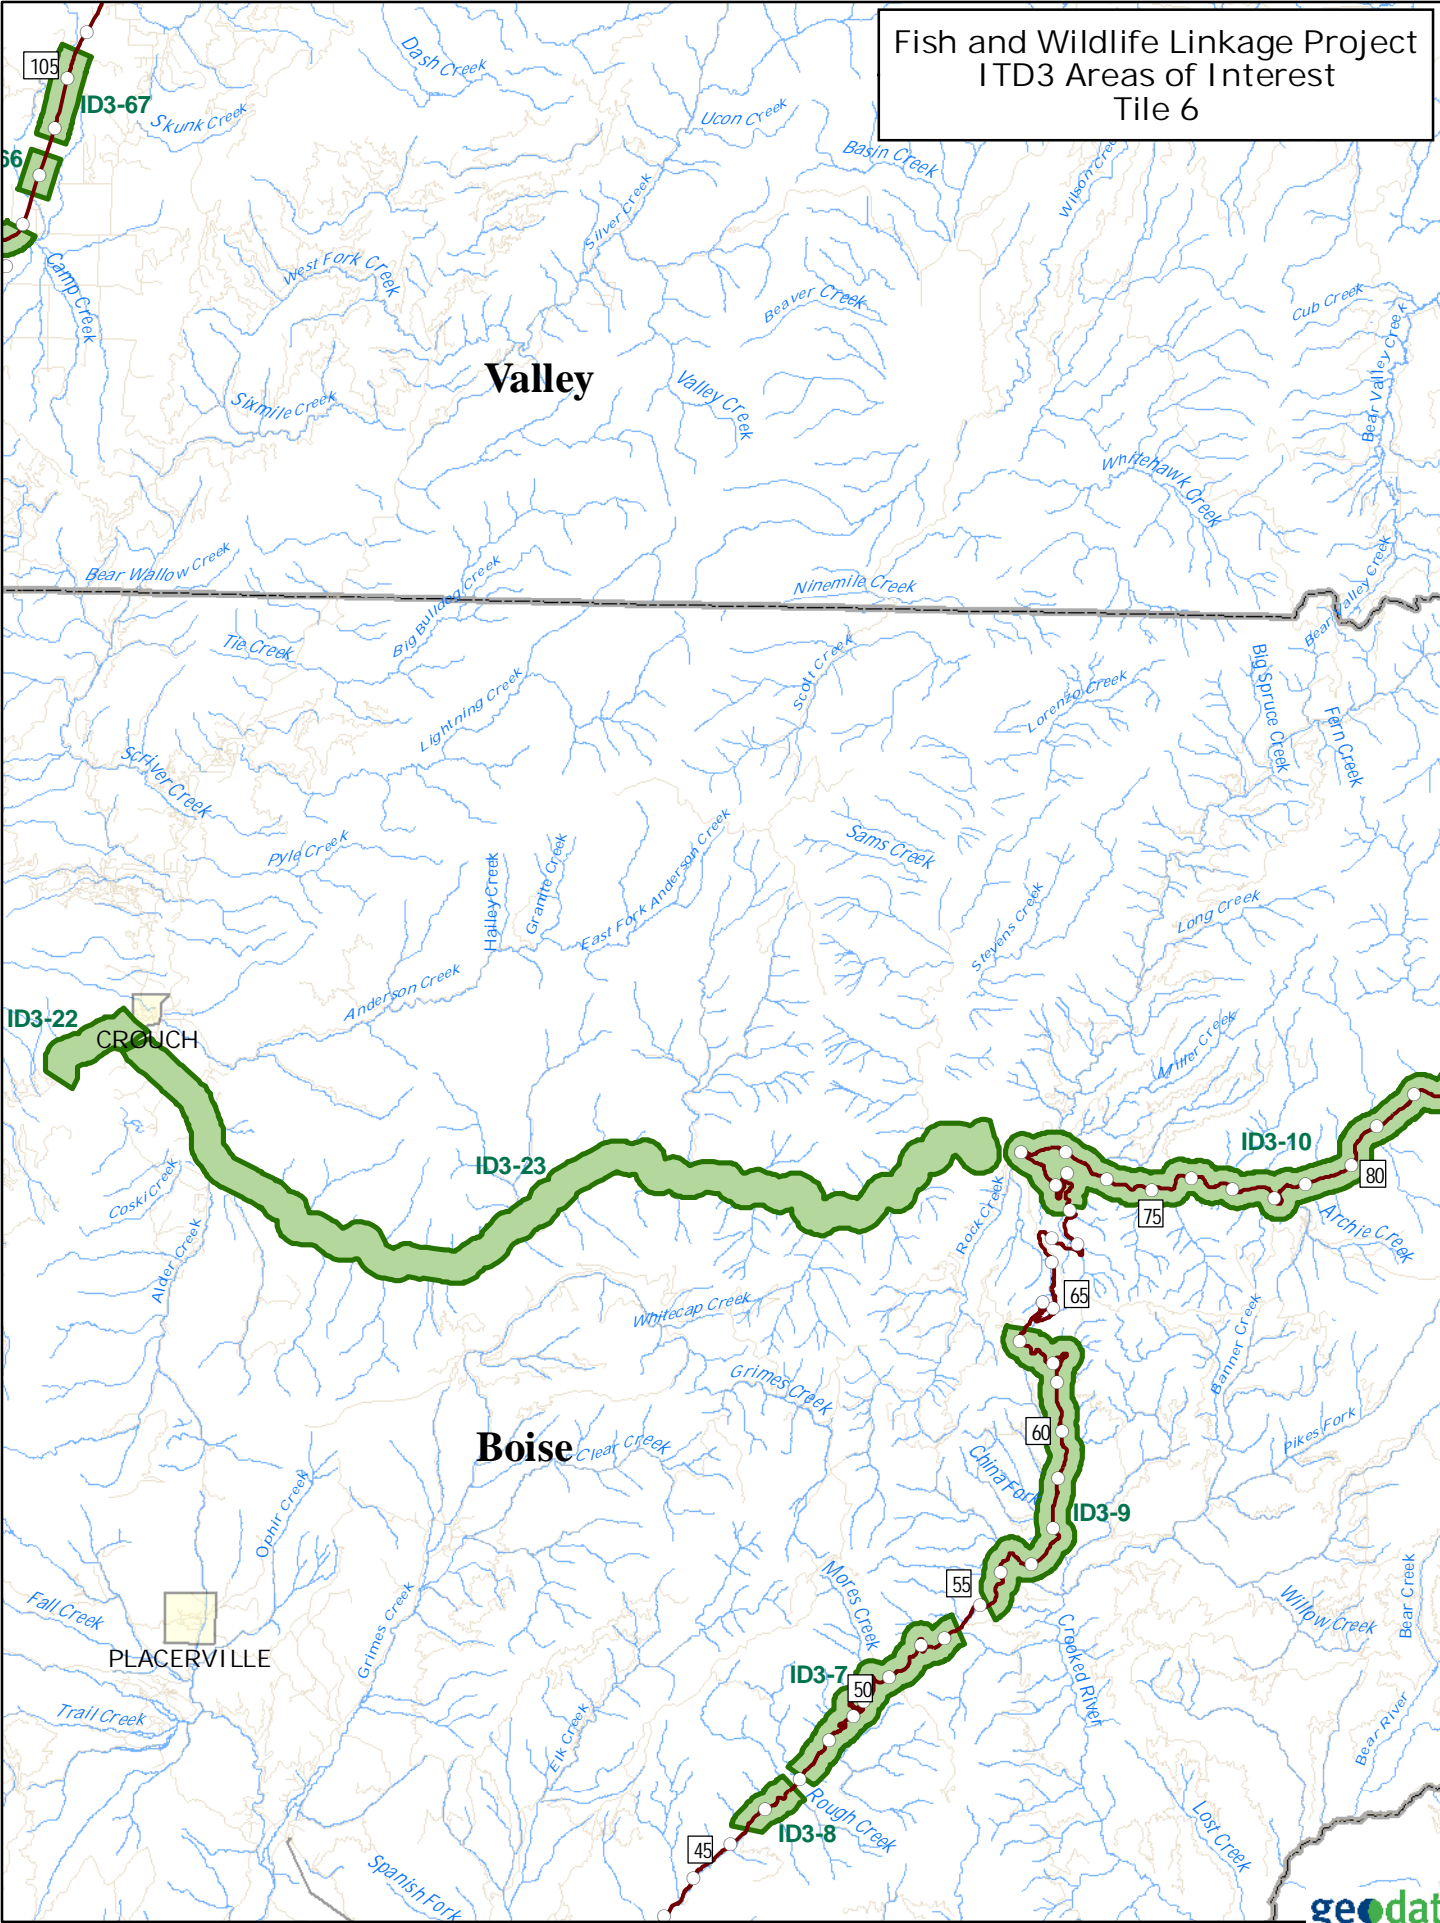 Fish and Wildlife Linkage Project
ITD3 Areas of Interest
Tile 6
105
ID3-67
66
Dash Creek
Skunk Creek
Ucon Creek
Basin Creek
Wilson Creek
Silver Creek
Camp Creek
West Fork Creek
Beaver Creek
Cub Creek
Bear Valley Creek
Valley
Sixmile Creek
Valley Creek
Whitehawk Creek
Bear Wallow Creek
Big Bulldog Creek
Ninemile Creek
Bear Valley Creek
Tie Creek
Scott Creek
Lorenzo Creek
Big Spruce Creek
Fern Creek
Lightning Creek
Scriver Creek
Pyle Creek
Hailey Creek
Granite Creek
East Fork Anderson Creek
Sams Creek
Stevens Creek
Long Creek
Anderson Creek
ID3-22
CROUCH
Miller Creek
ID3-23
ID3-10
80
75
Coski Creek
Alder Creek
Rock Creek
Archie Creek
65
Whitecap Creek
Banner Creek
Grimes Creek
60
Pikes Fork
Boise
Clear Creek
China Fork
ID3-9
Ophir Creek
Mores Creek
55
Fall Creek
Grimes Creek
Willow Creek
Bear Creek
PLACERVILLE
ID3-7
50
Crooked River
Trail Creek
Elk Creek
Bear River
Rough Creek
ID3-8
45
Lost Creek
Spanish Fork
geodat